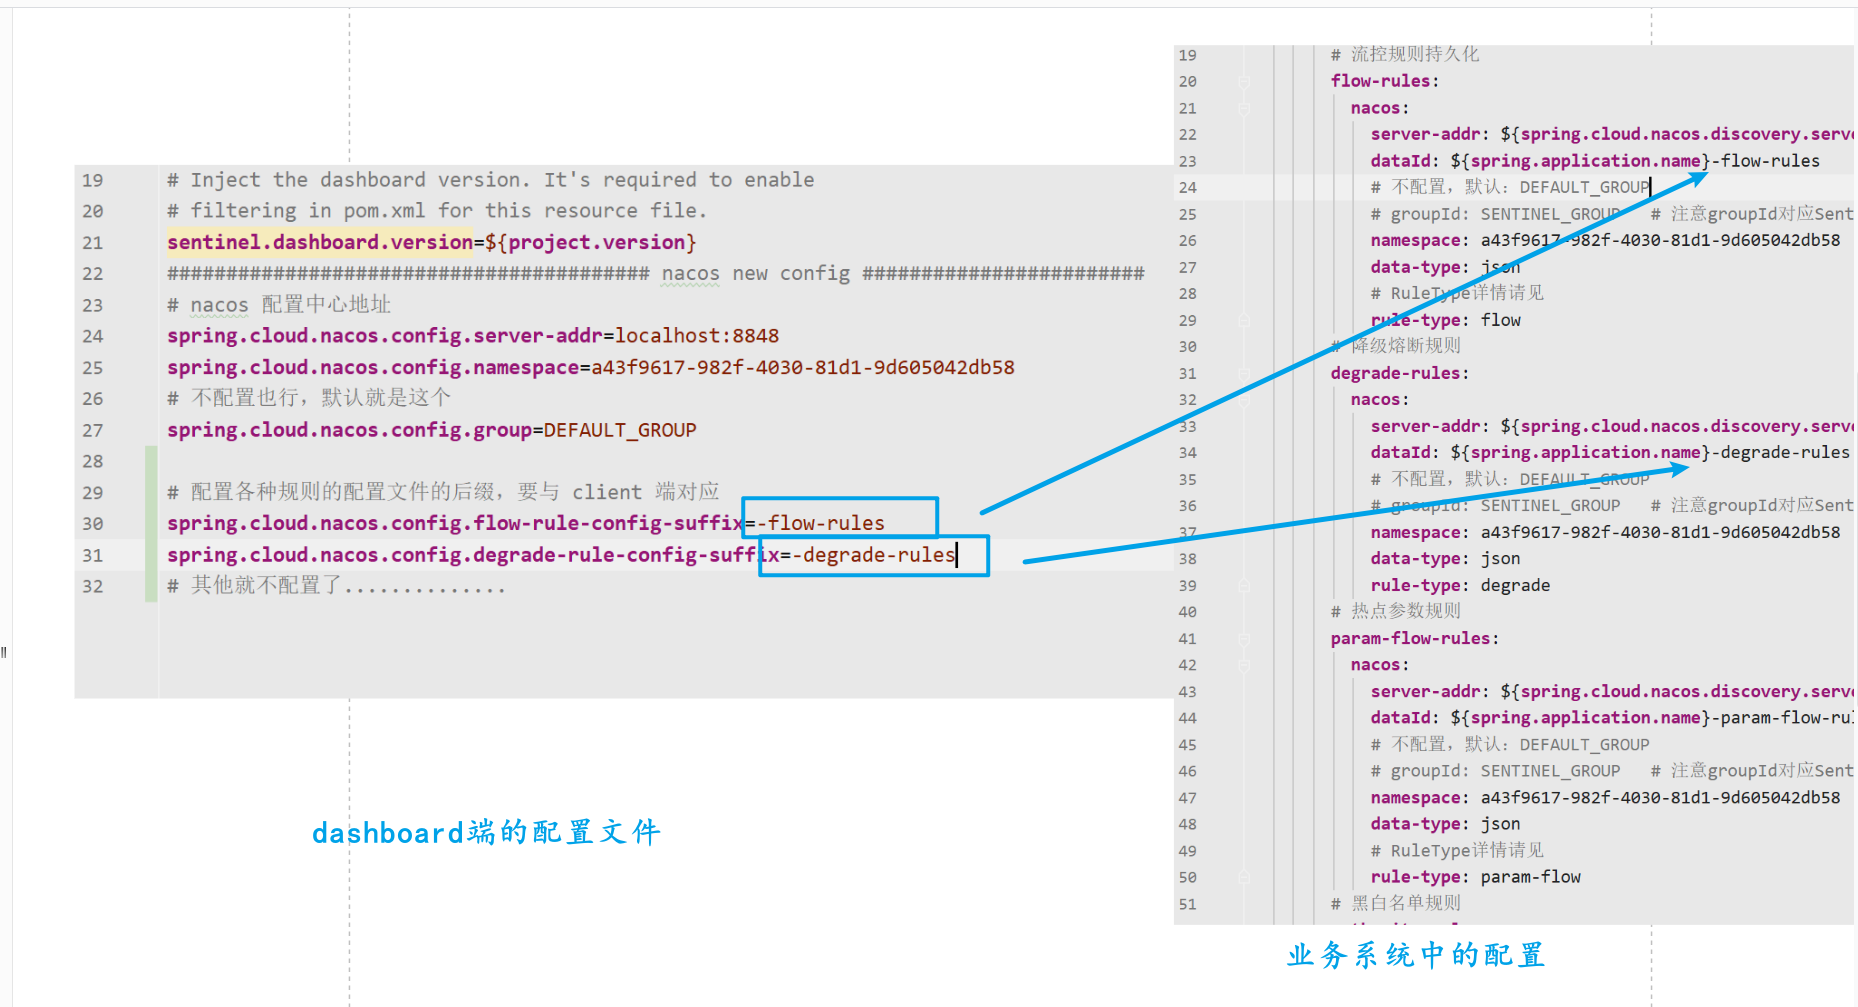 19 # Inject the dashboard version. It's required to enable
20 # filtering in pom.xml for this resource file.
21 sentinel.dashboard.version=${project.version}
22 ######################################### nacos new config ########################
23 # nacos 配置中心地址
24 spring.cloud.nacos.config.server-addr=localhost:8848
25 spring.cloud.nacos.config.namespace=a43f9617-982f-4030-81d1-9d605042db58
26 # 不配置也行，默认就是这个
27 spring.cloud.nacos.config.group=DEFAULT_GROUP
28
29 # 配置各种规则的配置文件的后缀，要与 client 端对应
30 spring.cloud.nacos.config.flow-rule-config-suffix=-flow-rules
31 spring.cloud.nacos.config.degrade-rule-config-suffix=-degrade-rules
32 # 其他就不配置了..............
dashboard端的配置文件
19 # 流控规则持久化
20 flow-rules:
21 nacos:
22 server-addr: ${spring.cloud.nacos.discovery.serve
23 dataId: ${spring.application.name}-flow-rules
24 # 不配置，默认：DEFAULT_GROUP
25 # groupId: SENTINEL_GROUP # 注意groupId对应Sent
26 namespace: a43f9617-982f-4030-81d1-9d605042db58
27 data-type: json
28 # RuleType详情请见
29 rule-type: flow
30 # 降级熔断规则
31 degrade-rules:
32 nacos:
33 server-addr: ${spring.cloud.nacos.discovery.serve
34 dataId: ${spring.application.name}-degrade-rules
35 # 不配置，默认：DEFAULT_GROUP
36 # groupId: SENTINEL_GROUP # 注意groupId对应Sent
37 namespace: a43f9617-982f-4030-81d1-9d605042db58
38 data-type: json
39 rule-type: degrade
40 # 热点参数规则
41 param-flow-rules:
42 nacos:
43 server-addr: ${spring.cloud.nacos.discovery.serve
44 dataId: ${spring.application.name}-param-flow-rul
45 # 不配置，默认：DEFAULT_GROUP
46 # groupId: SENTINEL_GROUP # 注意groupId对应Sent
47 namespace: a43f9617-982f-4030-81d1-9d605042db58
48 data-type: json
49 # RuleType详情请见
50 rule-type: param-flow
51 # 黑白名单规则
业务系统中的配置